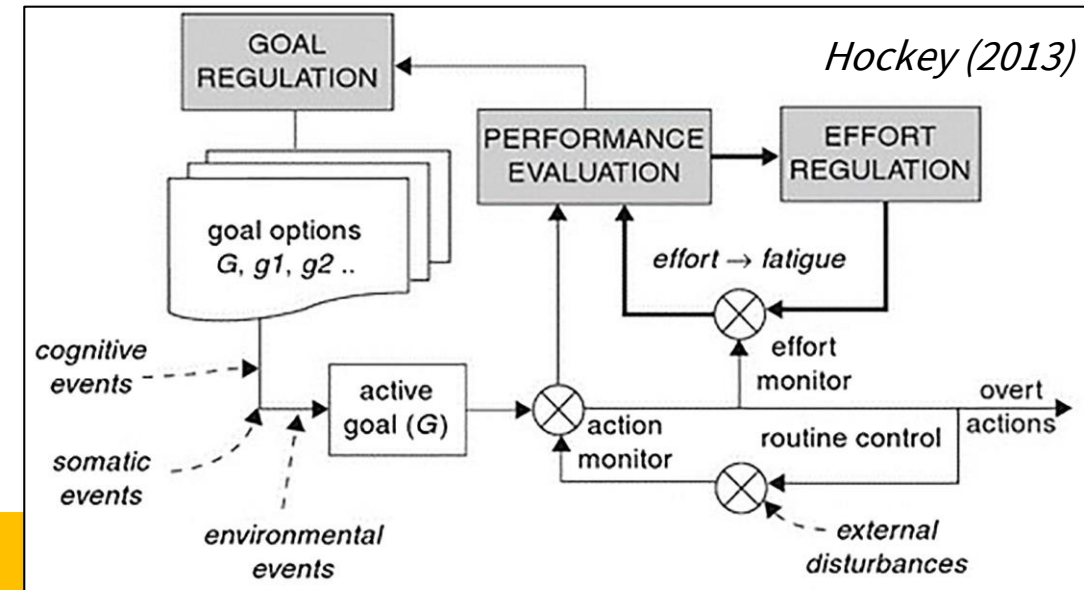 Hockey (2013)
GOAL
REGULATION
PERFORMANCE
EVALUATION
EFFORT
REGULATION
goal options
G, g1, g2 ..
effort → fatigue
cognitive
events
effort
monitor
active
goal (G)
overt
actions
action
monitor
routine control
somatic
events
environmental
events
external
disturbances